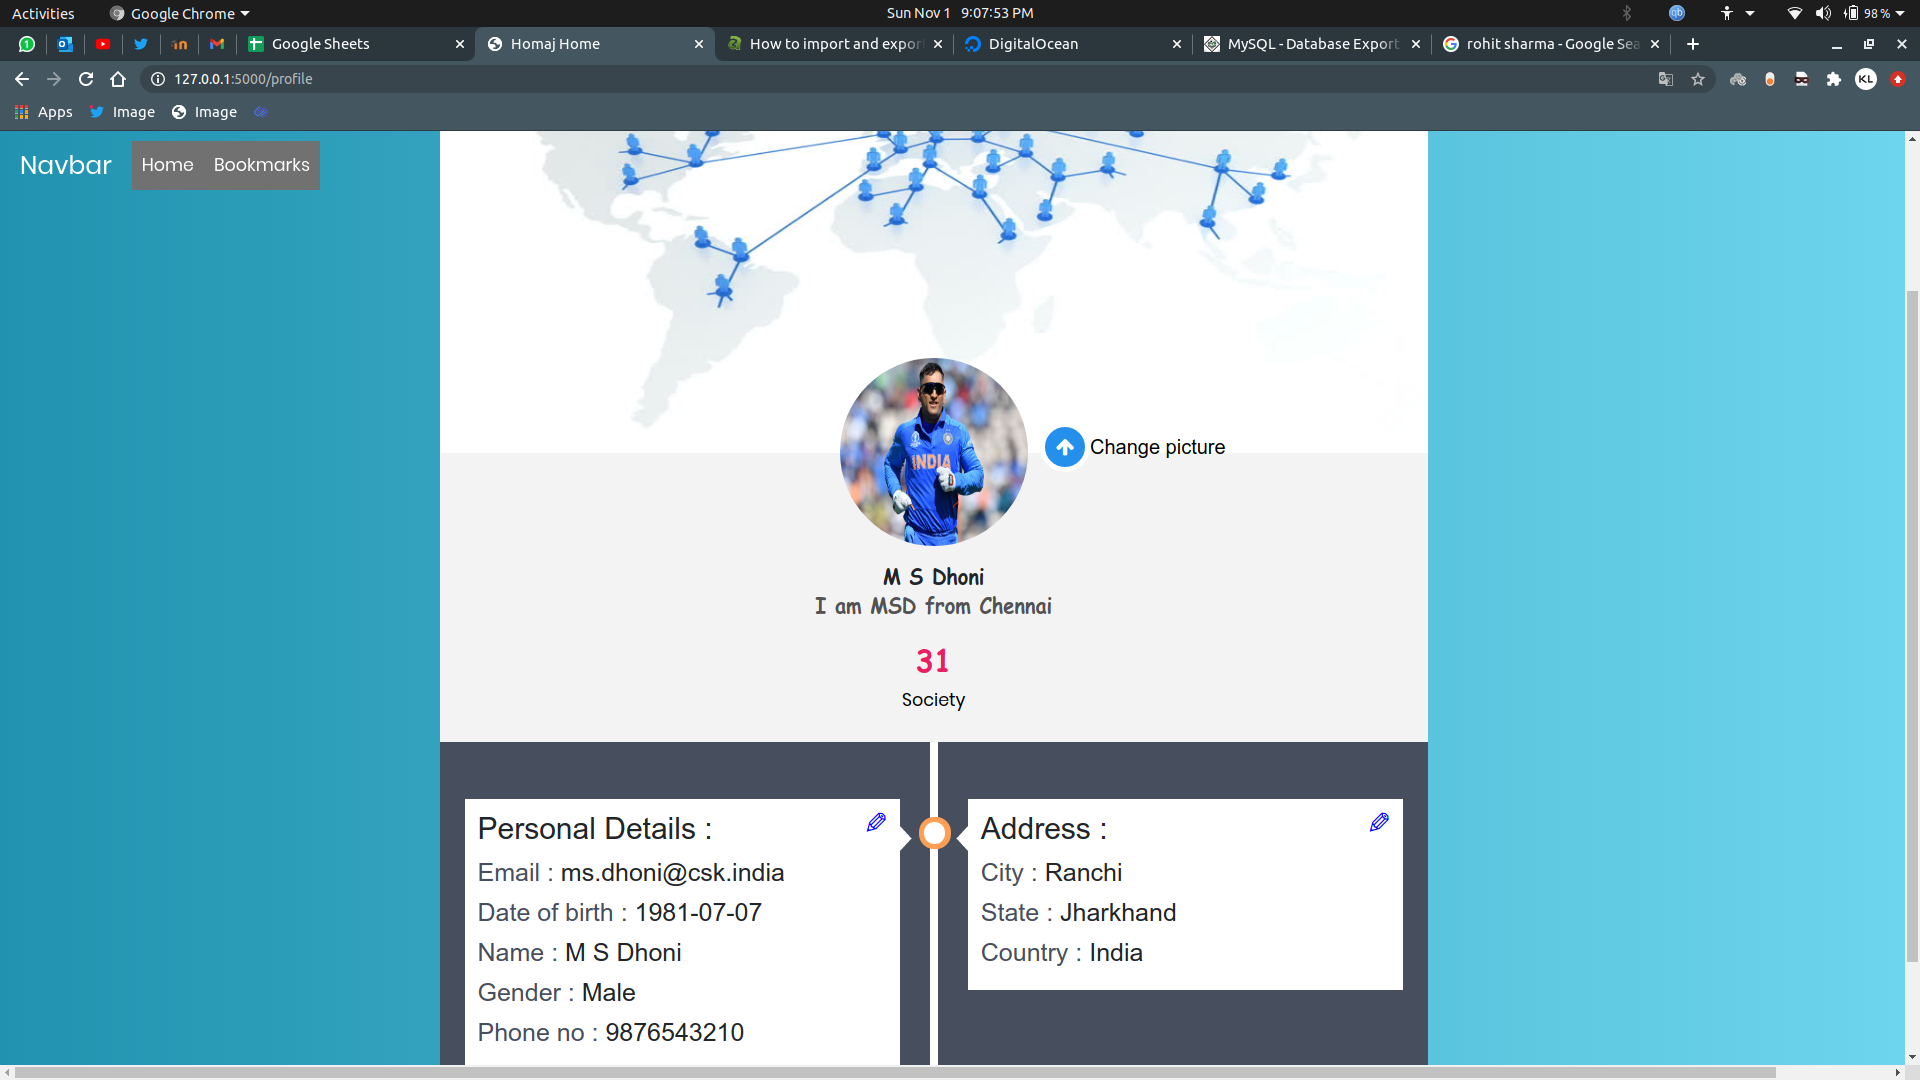 Activities
Google Chrome
Sun Nov 1 9:07:53 PM
98 %
Google Sheets
Homaj Home
How to import and expor
DigitalOcean
MySQL - Database Export
rohit sharma - Google Sea
127.0.0.1:5000/profile
KL
Apps
Image
Image
Navbar
Home
Bookmarks
INDIA
Change picture
M S Dhoni
I am MSD from Chennai
31
Society
Personal Details :
Email : ms.dhoni@csk.india
Date of birth : 1981-07-07
Name : M S Dhoni
Gender : Male
Phone no : 9876543210
Address :
City : Ranchi
State : Jharkhand
Country : India